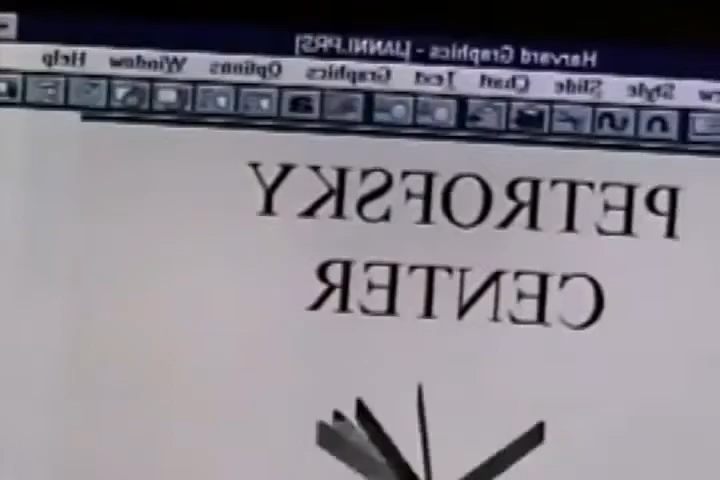 Harvard Graphics - [JANNI.PRS]
Style Slide Chart Text Graphics Options Window Help
PETROFSKY
CENTER